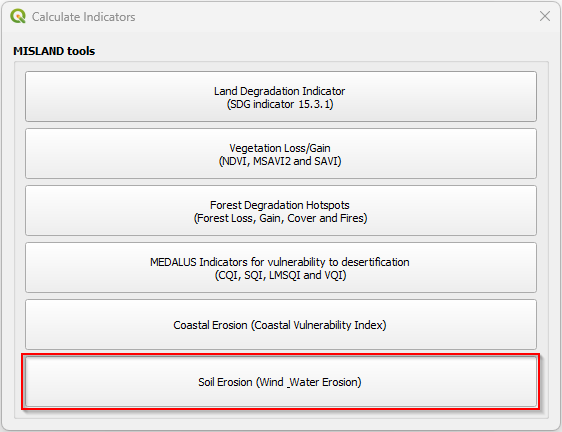 Calculate Indicators
MISLAND tools
Land Degradation Indicator
(SDG indicator 15.3.1)
Vegetation Loss/Gain
(NDVI, MSAVI2 and SAVI)
Forest Degradation Hotspots
(Forest Loss, Gain, Cover and Fires)
MEDALUS Indicators for vulnerability to desertification
(CQI, SQI, LMSQI and VQI)
Coastal Erosion (Coastal Vulnerability Index)
Soil Erosion (Wind _Water Erosion)